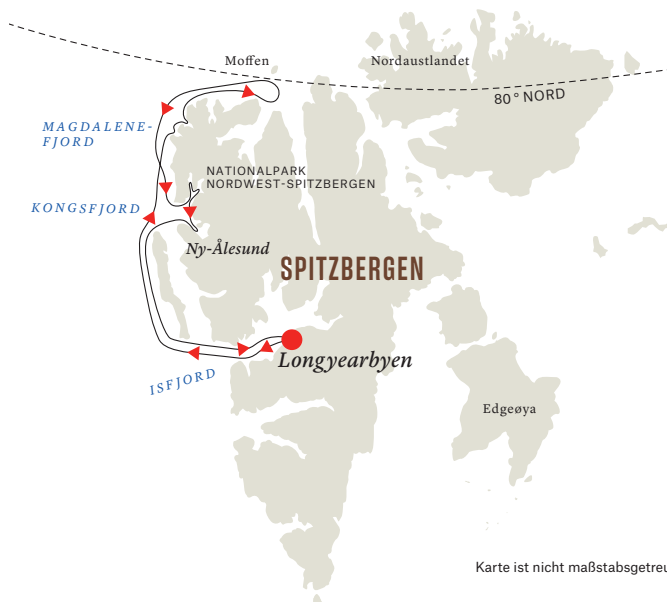 Moffen
Nordaustlandet
80° NORD
MAGDALENE-
FJORD
NATIONALPARK
NORDWEST-SPITZBERGEN
KONGSFJORD
Ny-Ålesund
SPITZBERGEN
Longyearbyen
ISFJORD
Edgeøya
Karte ist nicht maßstabsgetreu